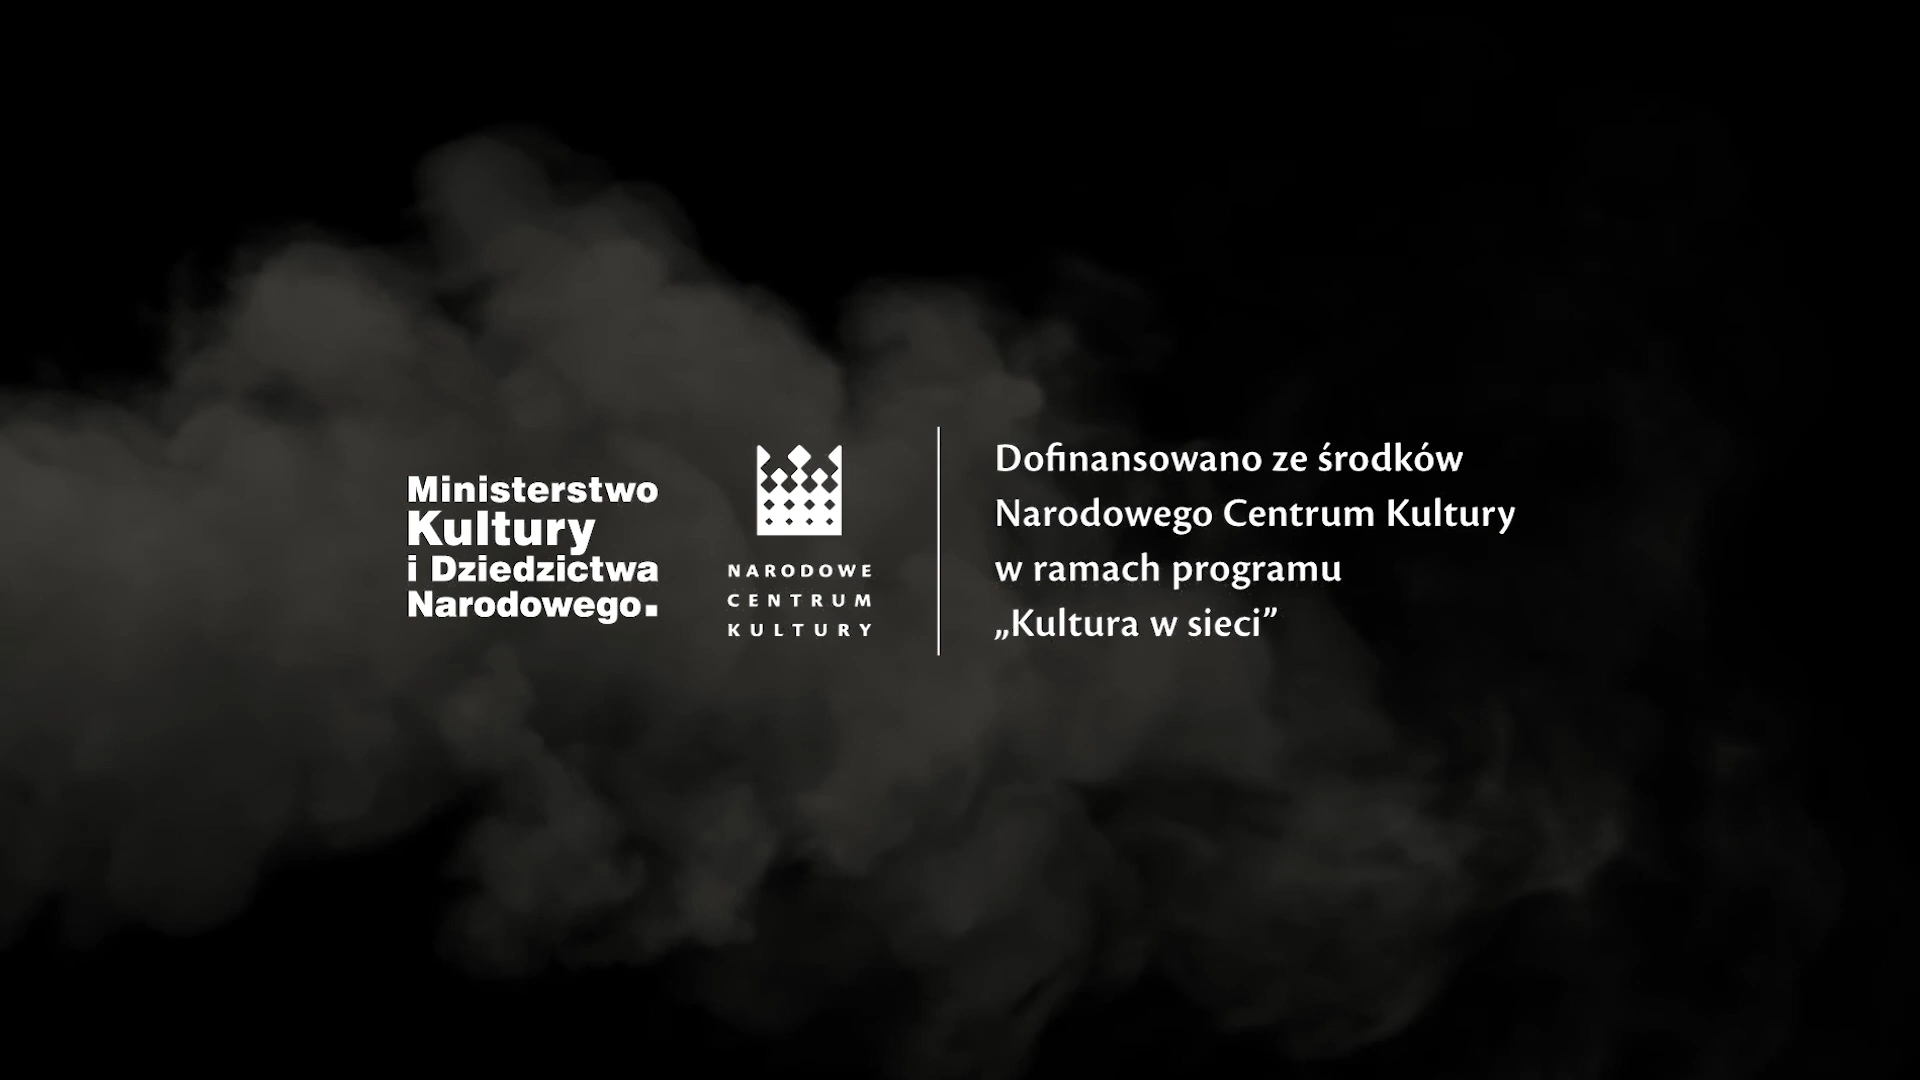 Ministerstwo
Kultury
i Dziedzictwa
Narodowego.
NARODOWE
CENTRUM
KULTURY
Dofinansowano ze środków
Narodowego Centrum Kultury
w ramach programu
„Kultura w sieci”